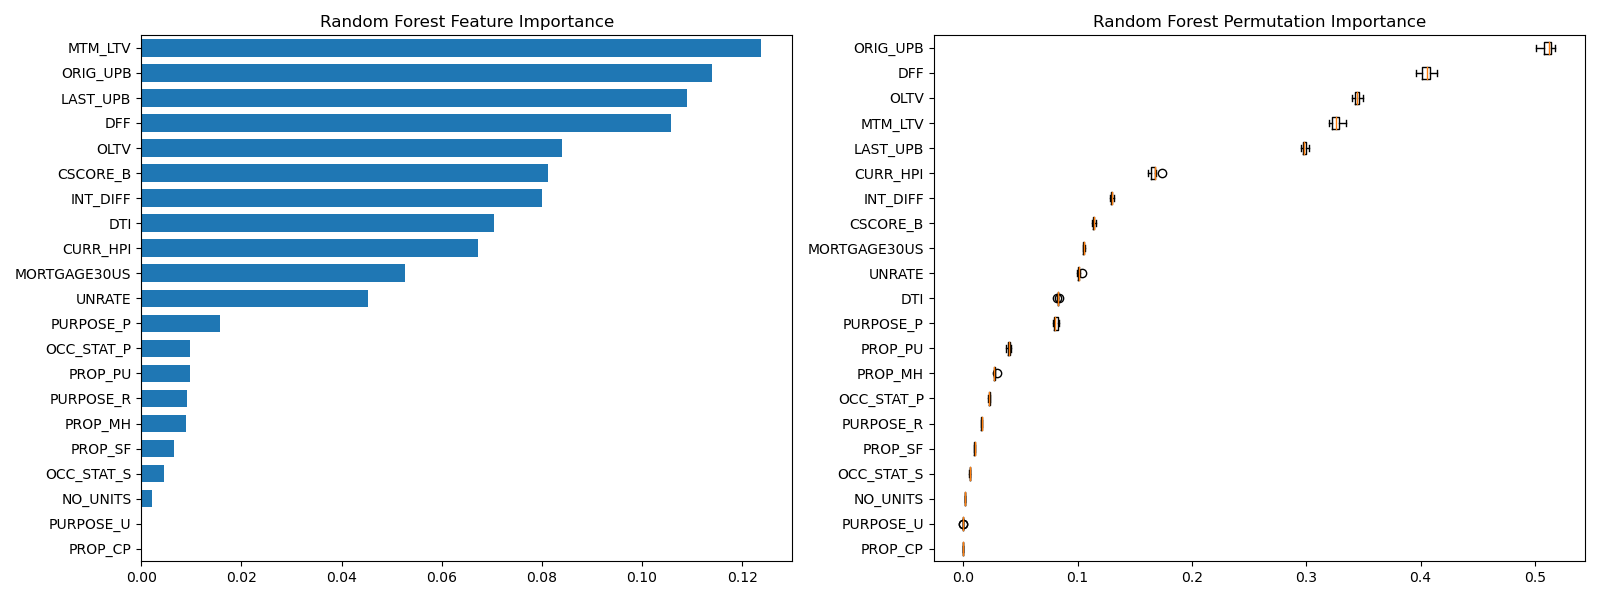 Random Forest Feature Importance
MTM_LTV
ORIG_UPB
LAST_UPB
DFF
OLTV
CSCORE_B
INT_DIFF
DTI
CURR_HPI
MORTGAGE30US
UNRATE
PURPOSE_P
OCC_STAT_P
PROP_PU
PURPOSE_R
PROP_MH
PROP_SF
OCC_STAT_S
NO_UNITS
PURPOSE_U
PROP_CP
0.00 0.02 0.04 0.06 0.08 0.10 0.12
Random Forest Permutation Importance
ORIG_UPB
DFF
OLTV
MTM_LTV
LAST_UPB
CURR_HPI
INT_DIFF
CSCORE_B
MORTGAGE30US
UNRATE
DTI
PURPOSE_P
PROP_PU
PROP_MH
OCC_STAT_P
PURPOSE_R
PROP_SF
OCC_STAT_S
NO_UNITS
PURPOSE_U
PROP_CP
0.0 0.1 0.2 0.3 0.4 0.5